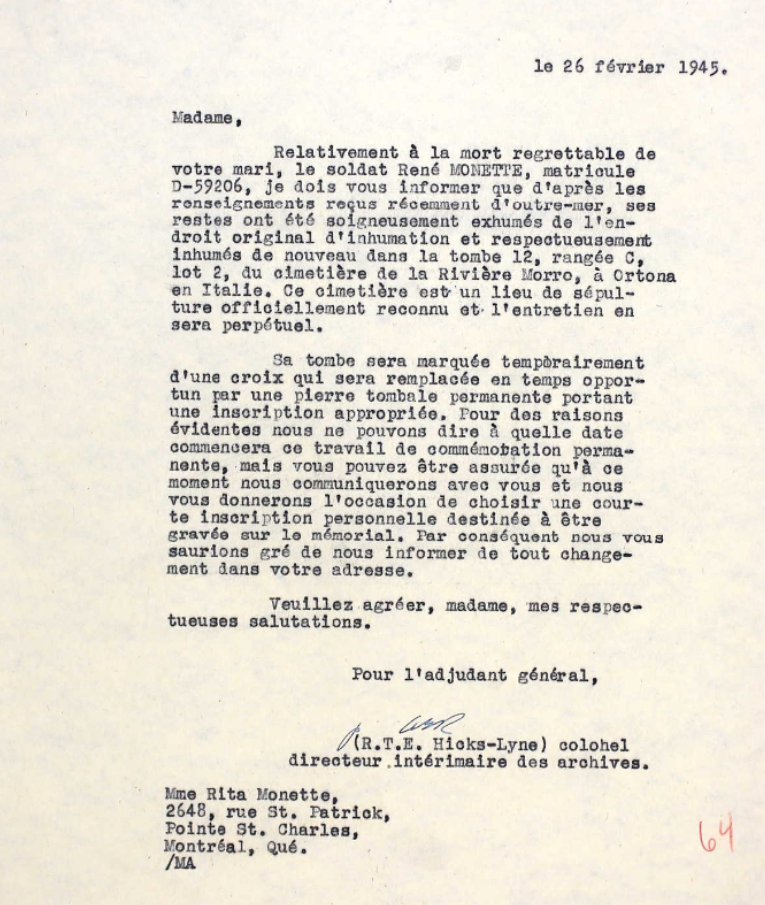 le 26 février 1945.
Madame,
Relativement à la mort regrettable de
votre mari, le soldat René MONETTE, matricule
D-59206, je dois vous informer que d'après les
renseignements reçus récemment d'outre-mer, ses
restes ont été soigneusement exhumés de l'en-
droit original d'inhumation et respectueusement
inhumés de nouveau dans la tombe 12, rangée C,
lot 2, du cimetière de la Rivière Morro, à Ortona
en Italie. Ce cimetière est un lieu de sépul-
ture officiellement reconnu et l'entretien en
sera perpétuel.
Sa tombe sera marquée tempòrairement
d'une croix qui sera remplacée en temps oppor-
tun par une pierre tombale permanente portant
une inscription appropriée. Pour des raisons
évidentes nous ne pouvons dire à quelle date
commencera ce travail de commémotation perma-
nente, mais vous pouvez être assurée qu'à ce
moment nous communiquerons avec vous et nous
vous donnerons l'occasion de choisir une cour-
te inscription personnelle destinée à être
gravée sur le mémorial. Par conséquent nous vous
saurions gré de nous informer de tout change-
ment dans votre adresse.
Veuillez agréer, madame, mes respec-
tueuses salutations.
Pour l'adjudant général,
(R.T.E. Hicks-Lyne) colohel
directeur intérimaire des archives.
Mme Rita Monette,
2648, rue St. Patrick,
Pointe St. Charles,
Montréal, Qué.
/MA
64